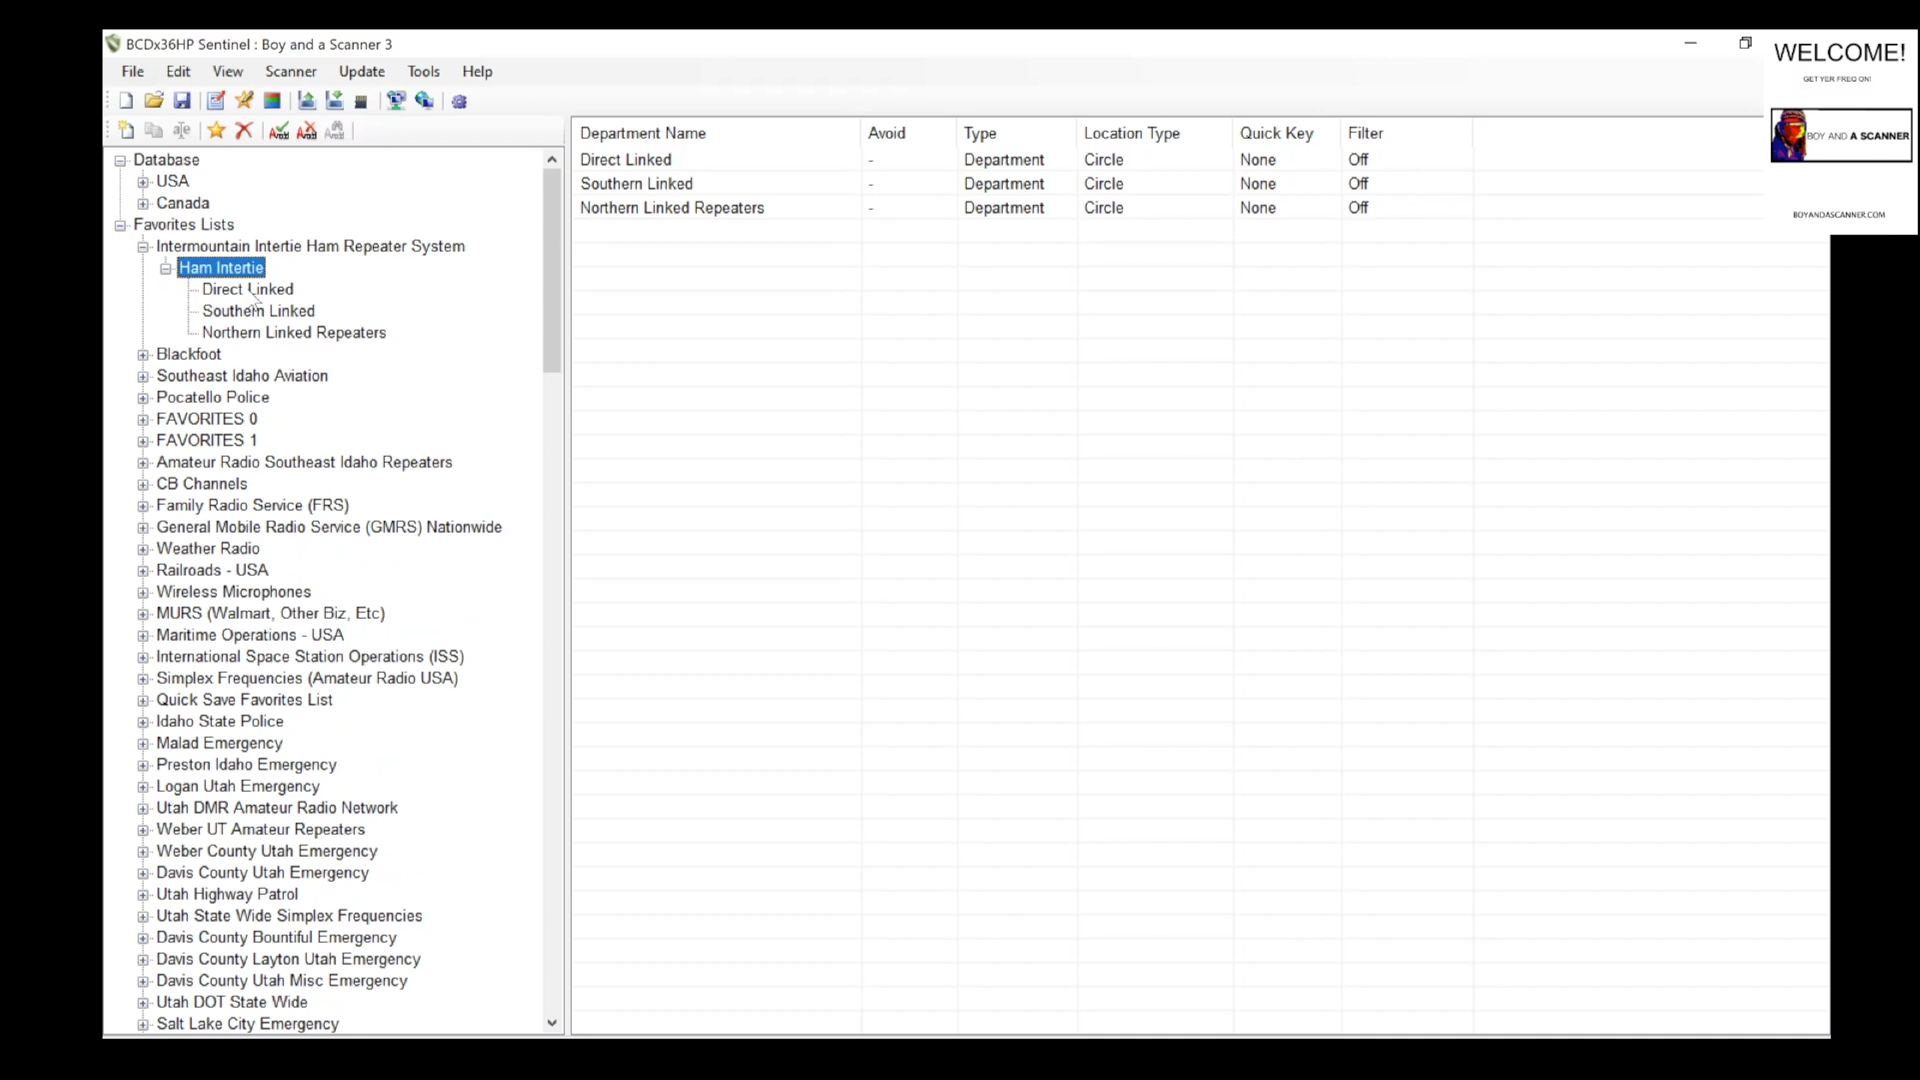 BCDx36HP Sentinel : Boy and a Scanner 3
File Edit View Scanner Update Tools Help
WELCOME!
GET YER FREQ ON!
BOY AND A SCANNER
BOYANDASCANNER.COM
Department Name Avoid Type Location Type Quick Key Filter
Direct Linked - Department Circle None Off
Southern Linked - Department Circle None Off
Northern Linked Repeaters - Department Circle None Off
Database
USA
Canada
Favorites Lists
Intermountain Intertie Ham Repeater System
Ham Intertie
Direct Linked
Southern Linked
Northern Linked Repeaters
Blackfoot
Southeast Idaho Aviation
Pocatello Police
FAVORITES 0
FAVORITES 1
Amateur Radio Southeast Idaho Repeaters
CB Channels
Family Radio Service (FRS)
General Mobile Radio Service (GMRS) Nationwide
Weather Radio
Railroads - USA
Wireless Microphones
MURS (Walmart, Other Biz, Etc)
Maritime Operations - USA
International Space Station Operations (ISS)
Simplex Frequencies (Amateur Radio USA)
Quick Save Favorites List
Idaho State Police
Malad Emergency
Preston Idaho Emergency
Logan Utah Emergency
Utah DMR Amateur Radio Network
Weber UT Amateur Repeaters
Weber County Utah Emergency
Davis County Utah Emergency
Utah Highway Patrol
Utah State Wide Simplex Frequencies
Davis County Bountiful Emergency
Davis County Layton Utah Emergency
Davis County Utah Misc Emergency
Utah DOT State Wide
Salt Lake City Emergency